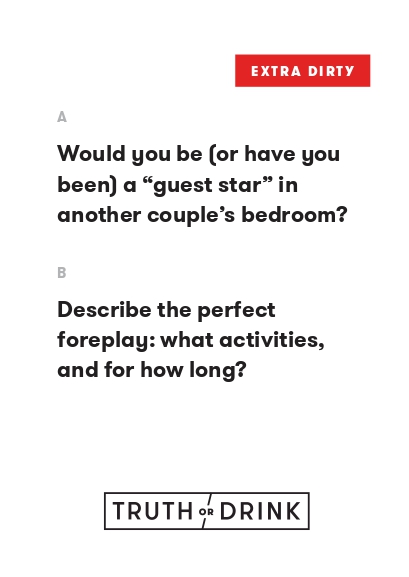 EXTRA DIRTY
A
Would you be (or have you
been) a “guest star” in
another couple’s bedroom?
B
Describe the perfect
foreplay: what activities,
and for how long?
TRUTH OR DRINK